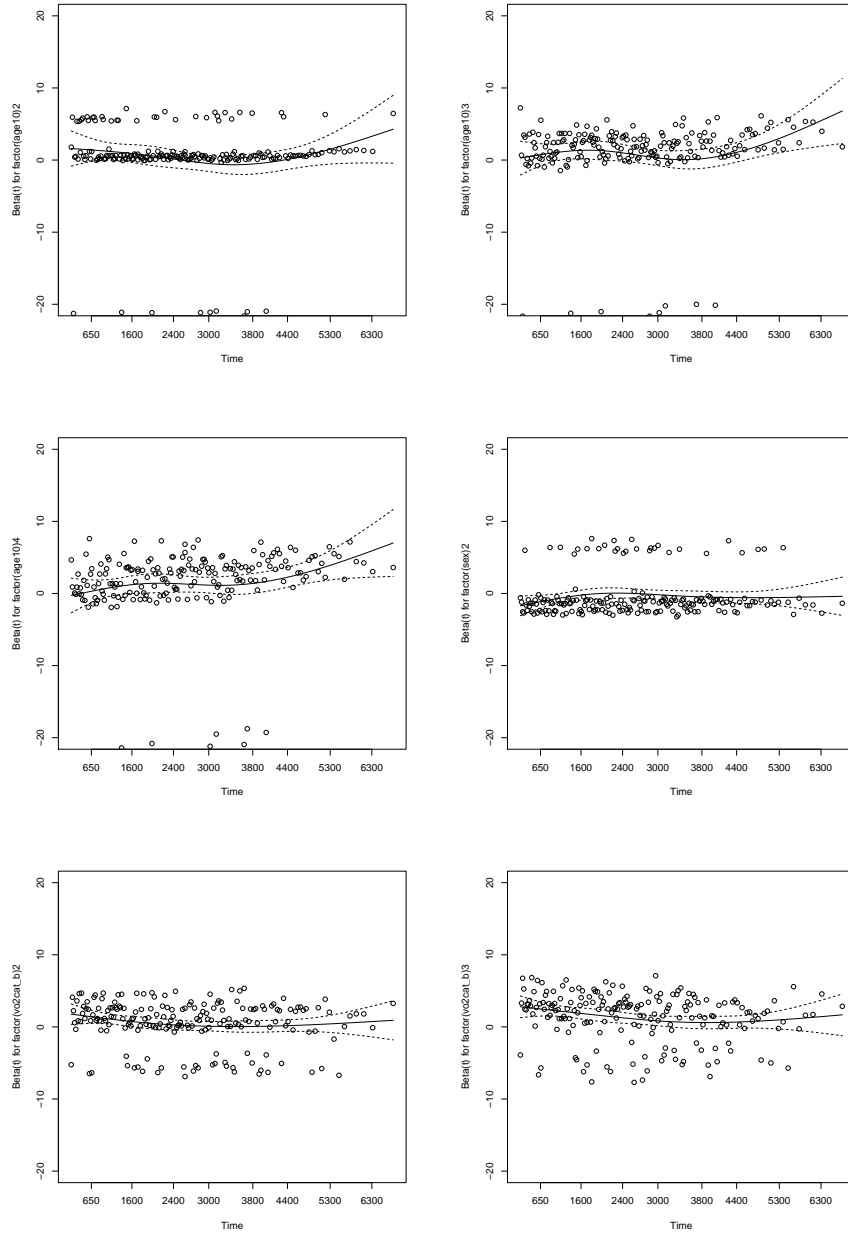 20
10
0
−10
−20
Beta(t) for factor(age10)2
650 1600 2400 3000 3800 4400 5300 6300
Time
20
10
0
−10
−20
Beta(t) for factor(age10)3
650 1600 2400 3000 3800 4400 5300 6300
Time
20
10
0
−10
−20
Beta(t) for factor(age10)4
650 1600 2400 3000 3800 4400 5300 6300
Time
20
10
0
−10
−20
Beta(t) for factor(sex)2
650 1600 2400 3000 3800 4400 5300 6300
Time
20
10
0
−10
−20
Beta(t) for factor(vo2cat_b)2
650 1600 2400 3000 3800 4400 5300 6300
Time
20
10
0
−10
−20
Beta(t) for factor(vo2cat_b)3
650 1600 2400 3000 3800 4400 5300 6300
Time